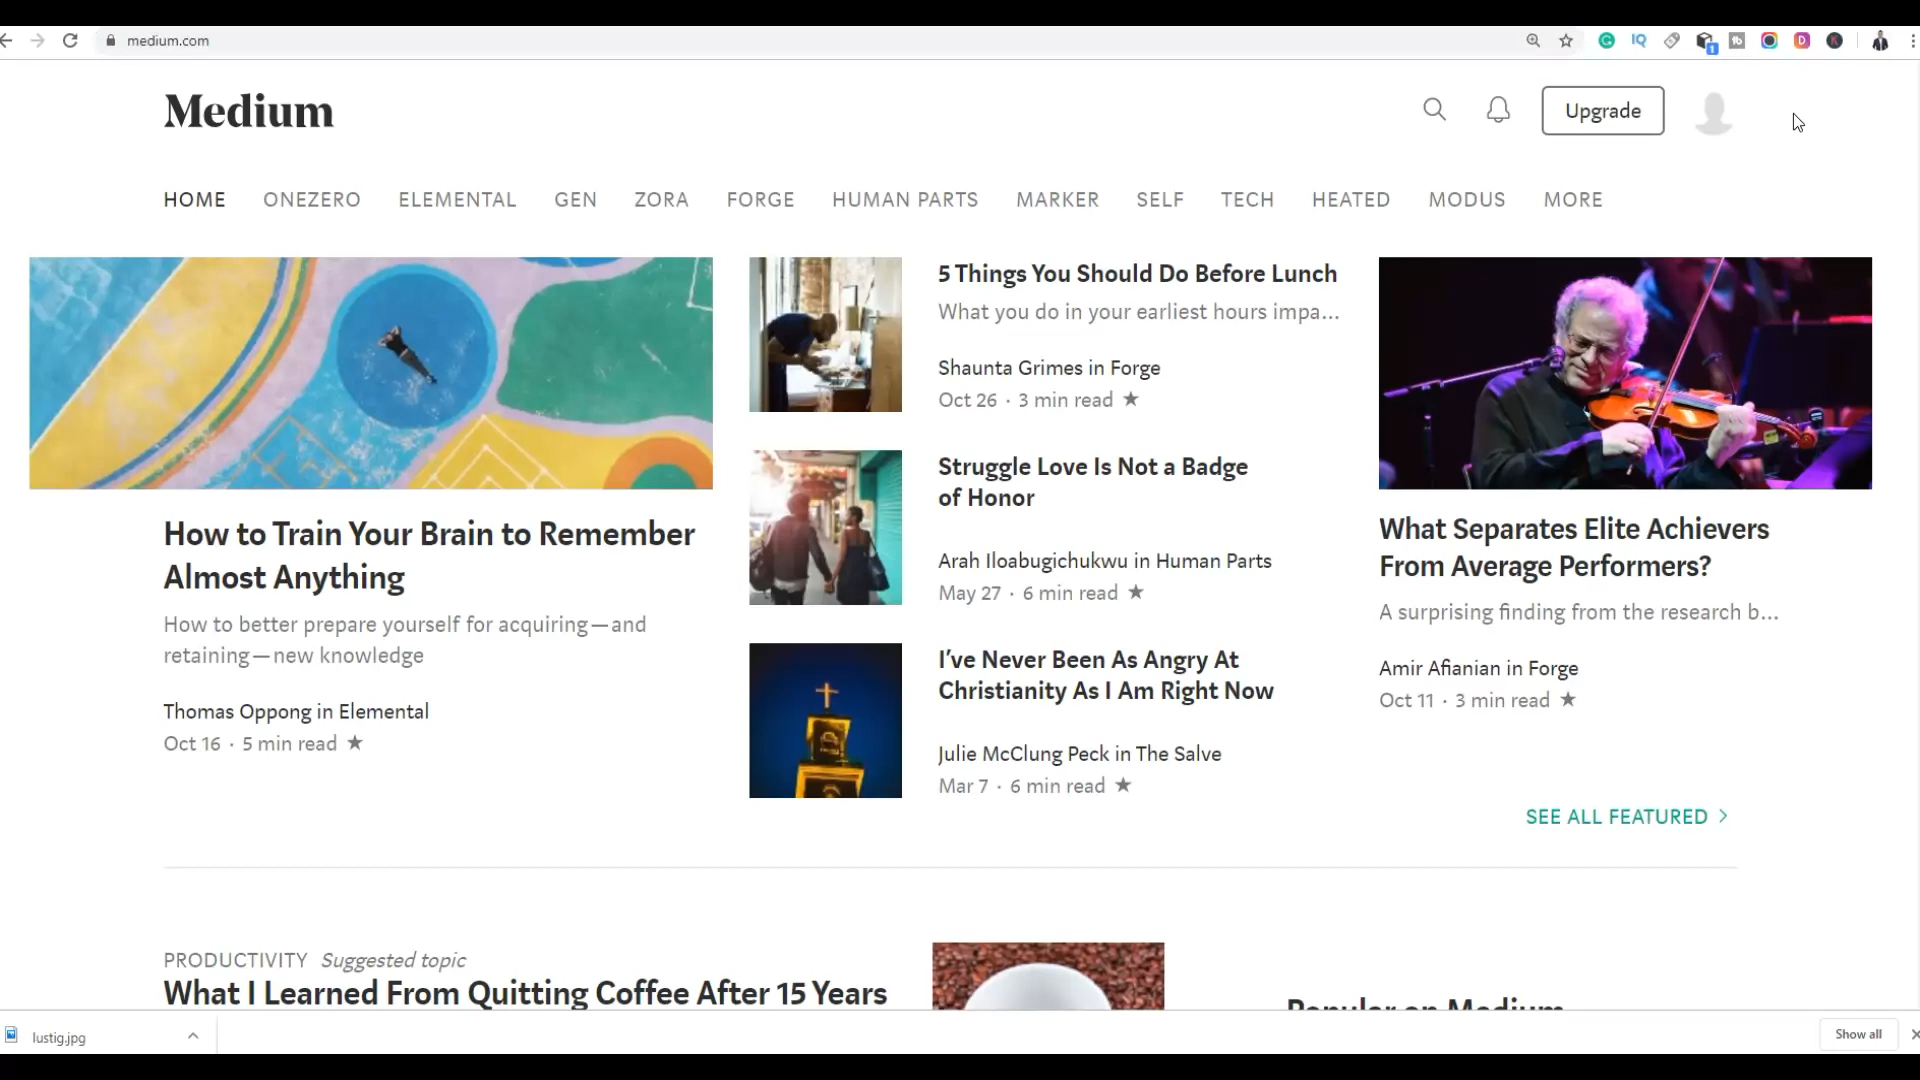 medium.com
Medium
Upgrade
HOME ONEZERO ELEMENTAL GEN ZORA FORGE HUMAN PARTS MARKER SELF TECH HEATED MODUS MORE
How to Train Your Brain to Remember
Almost Anything
How to better prepare yourself for acquiring — and
retaining — new knowledge
Thomas Oppong in Elemental
Oct 16 · 5 min read ★
5 Things You Should Do Before Lunch
What you do in your earliest hours impa...
Shaunta Grimes in Forge
Oct 26 · 3 min read ★
Struggle Love Is Not a Badge
of Honor
Arah Iloabugichukwu in Human Parts
May 27 · 6 min read ★
I’ve Never Been As Angry At
Christianity As I Am Right Now
Julie McClung Peck in The Salve
Mar 7 · 6 min read ★
What Separates Elite Achievers
From Average Performers?
A surprising finding from the research b...
Amir Afianian in Forge
Oct 11 · 3 min read ★
SEE ALL FEATURED
PRODUCTIVITY Suggested topic
What I Learned From Quitting Coffee After 15 Years
Popular on Medium
lustig.jpg
Show all